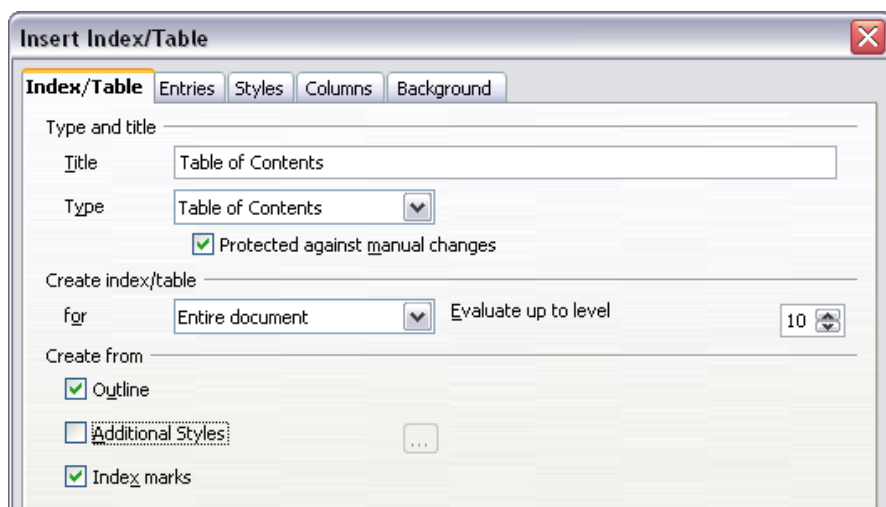 Insert Index/Table
Index/Table Entries Styles Columns Background
Type and title
Title Table of Contents
Type Table of Contents
Protected against manual changes
Create index/table
for Entire document Evaluate up to level 10
Create from
Outline
Additional Styles ...
Index marks